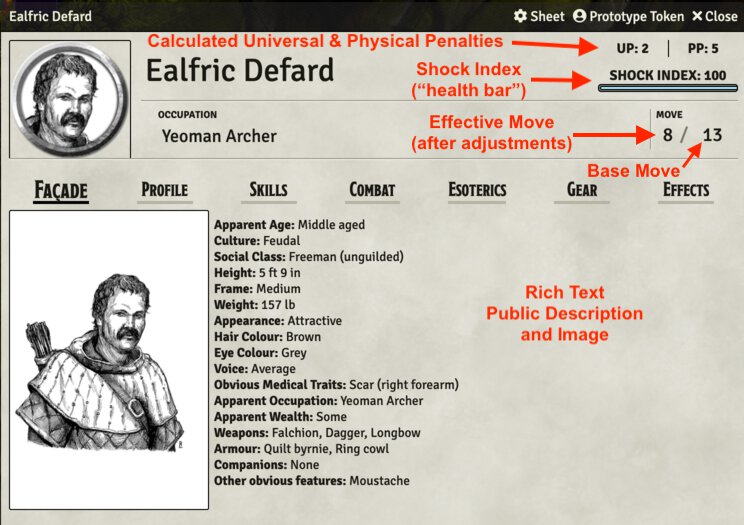 Ealfric Defard
Sheet Prototype Token Close
Calculated Universal & Physical Penalties
UP: 2 PP: 5
Ealfric Defard
Shock Index
("health bar")
SHOCK INDEX: 100
OCCUPATION
Yeoman Archer
Effective Move
(after adjustments)
MOVE
8 / 13
Base Move
FAÇADE PROFILE SKILLS COMBAT ESOTERICS GEAR EFFECTS
Apparent Age: Middle aged
Culture: Feudal
Social Class: Freeman (unguilded)
Height: 5 ft 9 in
Frame: Medium
Weight: 157 lb
Appearance: Attractive
Hair Colour: Brown
Eye Colour: Grey
Voice: Average
Obvious Medical Traits: Scar (right forearm)
Apparent Occupation: Yeoman Archer
Apparent Wealth: Some
Weapons: Falchion, Dagger, Longbow
Armour: Quilt byrnie, Ring cowl
Companions: None
Other obvious features: Moustache
Rich Text
Public Description
and Image